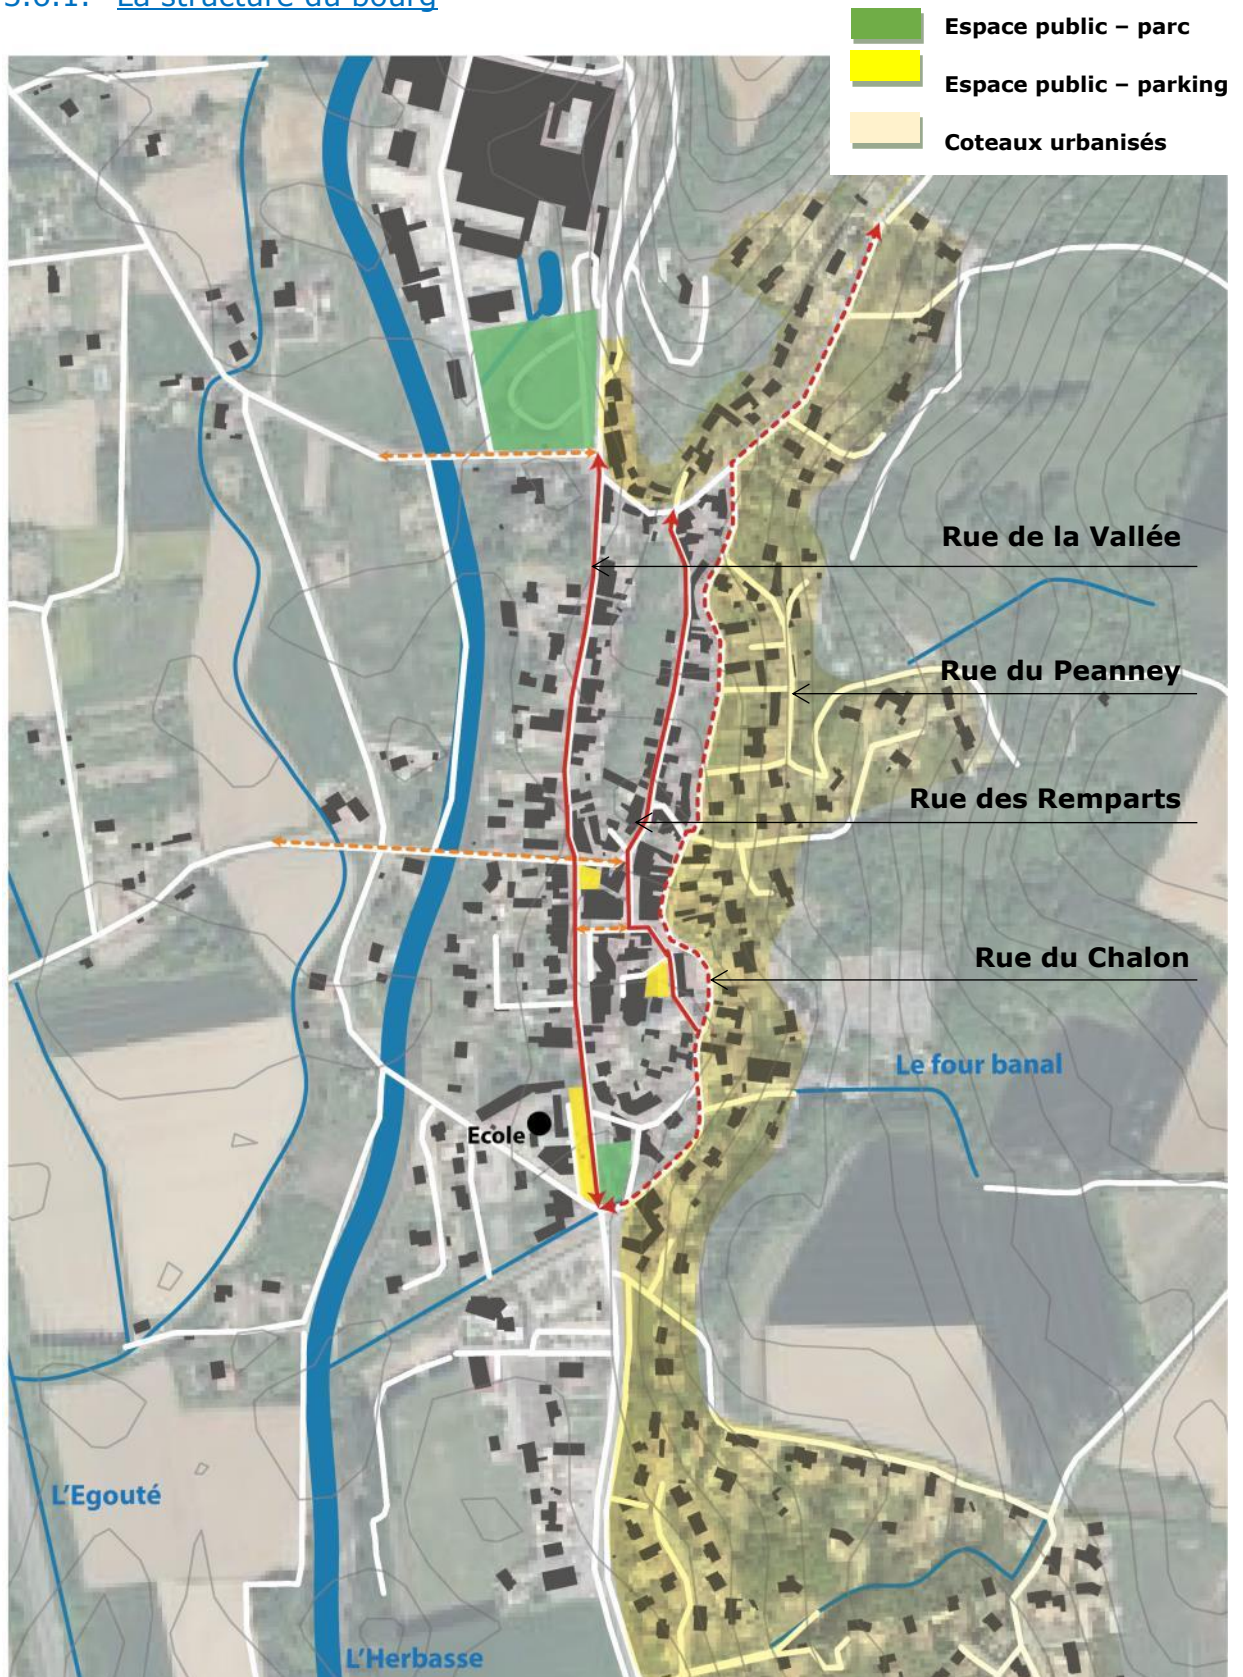 3.6.1. La structure du bourg
Espace public – parc
Espace public – parking
Coteaux urbanisés
Rue de la Vallée
Rue du Peanney
Rue des Remparts
Rue du Chalon
Le four banal
Ecole
L'Egouté
L'Herbasse